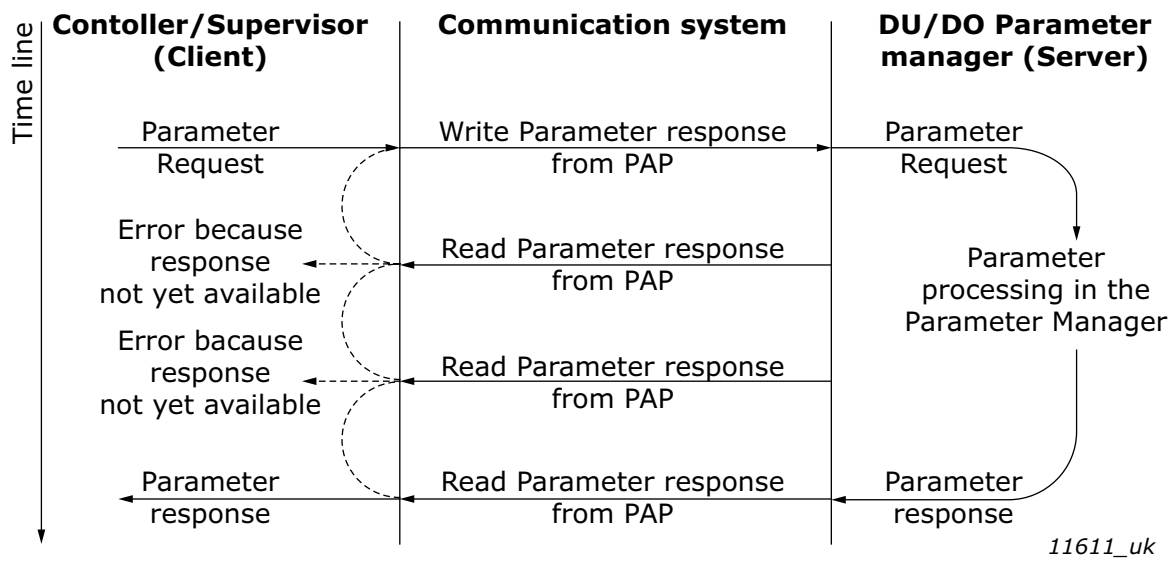 Time line
Contoller/Supervisor
(Client)
Communication system
DU/DO Parameter
manager (Server)
Parameter
Request
Write Parameter response
from PAP
Parameter
Request
Error because
response
not yet available
Read Parameter response
from PAP
Parameter
processing in the
Parameter Manager
Error bacause
response
not yet available
Read Parameter response
from PAP
Parameter
response
Read Parameter response
from PAP
Parameter
response
11611_uk